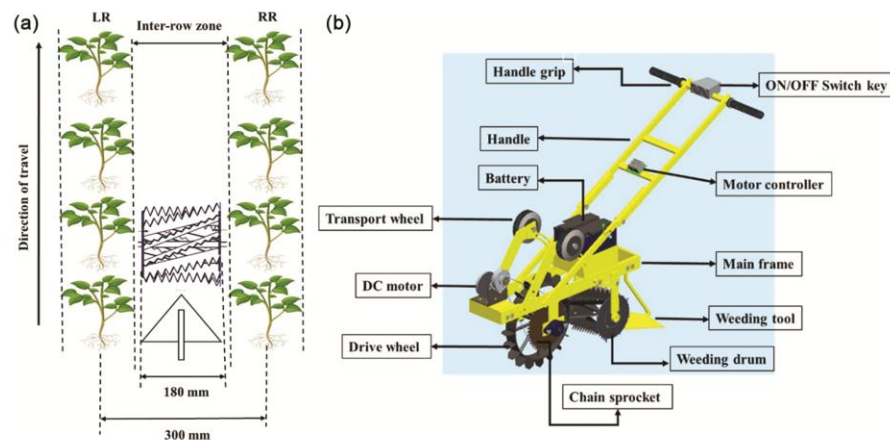 (a)
LR
Inter-row zone
RR
Direction of travel
180 mm
300 mm
(b)
Handle grip
ON/OFF Switch key
Handle
Battery
Motor controller
Transport wheel
Main frame
DC motor
Weeding tool
Drive wheel
Weeding drum
Chain sprocket